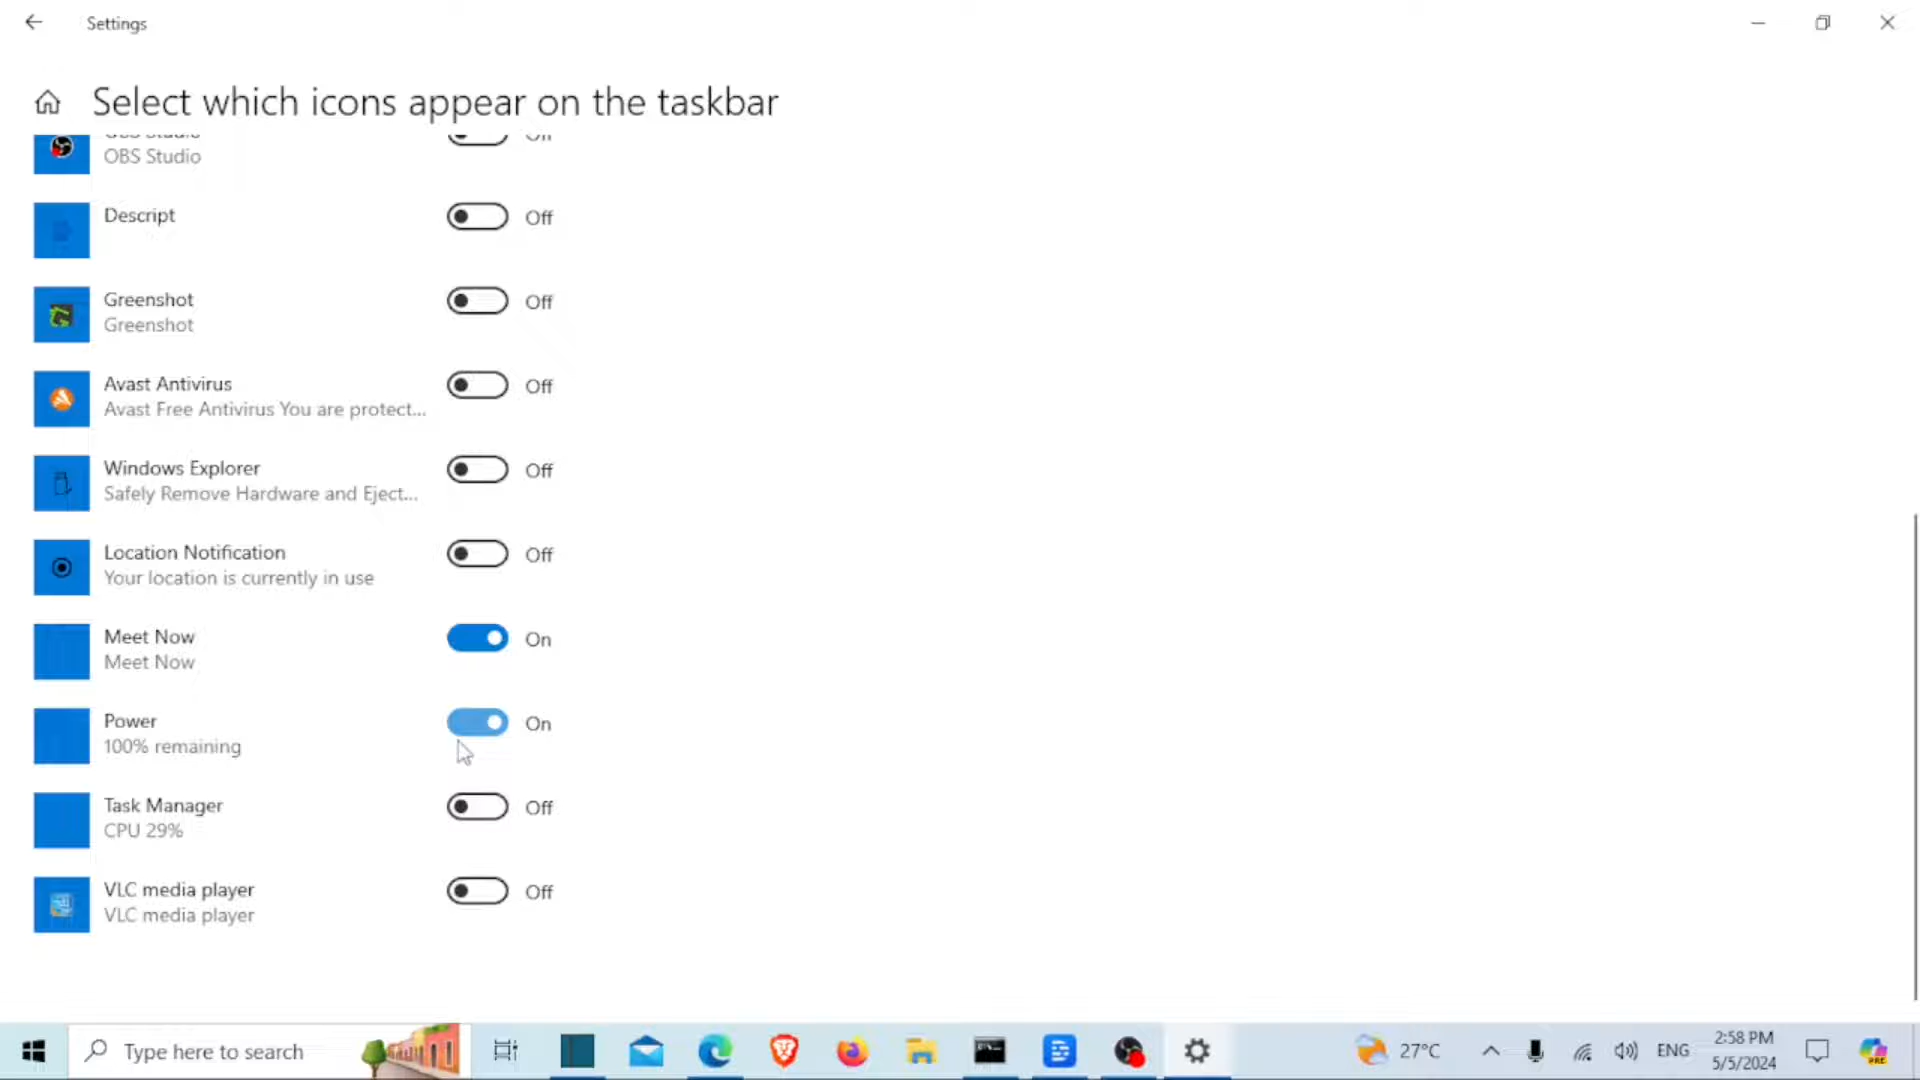 Settings
Select which icons appear on the taskbar
OBS Studio
Descript
Off
Greenshot
Greenshot
Off
Avast Antivirus
Avast Free Antivirus You are protect...
Off
Windows Explorer
Safely Remove Hardware and Eject...
Off
Location Notification
Your location is currently in use
Off
Meet Now
Meet Now
On
Power
100% remaining
On
Task Manager
CPU 29%
Off
VLC media player
VLC media player
Off
Type here to search
27°C
ENG
2:58 PM
5/5/2024
PRE